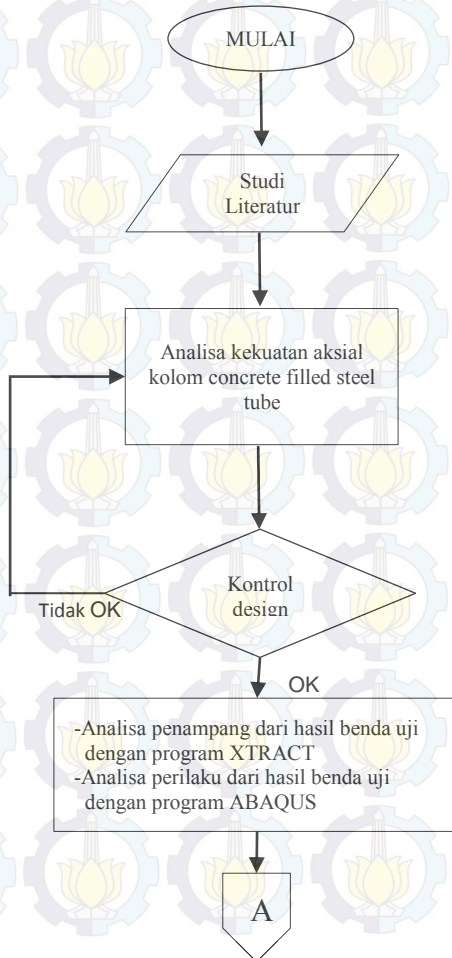 MULAI
Studi
Literatur
Analisa kekuatan aksial
kolom concrete filled steel
tube
Kontrol
design
Tidak OK
OK
-Analisa penampang dari hasil benda uji
dengan program XTRACT
-Analisa perilaku dari hasil benda uji
dengan program ABAQUS
A